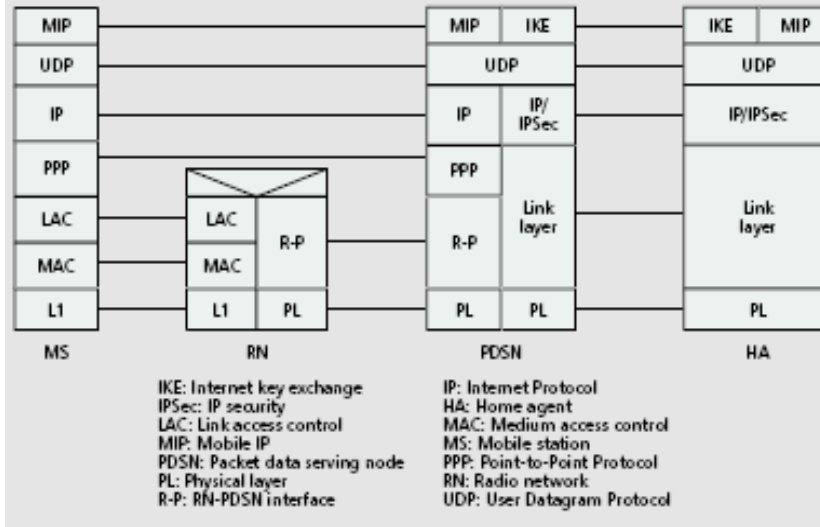 MIP MIP IKE IKE MIP
UDP UDP UDP
IP IP IP/ IPSec IP/IPSec
PPP PPP
LAC LAC R-P R-P Link layer Link layer
MAC MAC
L1 L1 PL PL PL PL
MS RN PDSN HA
IKE: Internet key exchange
IPSec: IP security
LAC: Link access control
MIP: Mobile IP
PDSN: Packet data serving node
PL: Physical layer
R-P: RN-PDSN interface
IP: Internet Protocol
HA: Home agent
MAC: Medium access control
MS: Mobile station
PPP: Point-to-Point Protocol
RN: Radio network
UDP: User Datagram Protocol